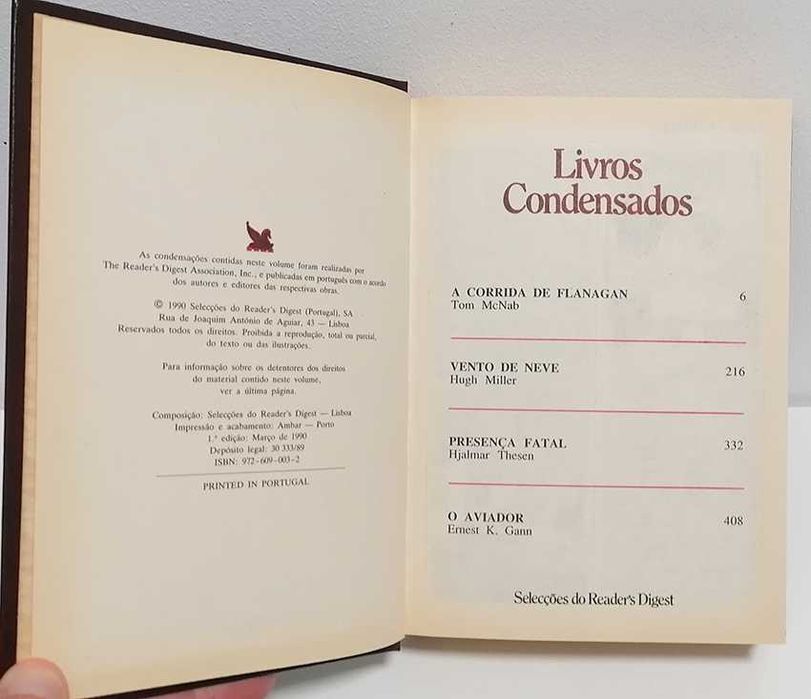 As condensações contidas neste volume foram realizadas por
The Reader's Digest Association, Inc., e publicadas em português com o acordo
dos autores e editores das respectivas obras.
© 1990 Selecções do Reader's Digest (Portugal), SA
Rua de Joaquim António de Aguiar, 43 — Lisboa
Reservados todos os direitos. Proibida a reprodução, total ou parcial,
do texto ou das ilustrações.
Para informação sobre os detentores dos direitos
do material contido neste volume,
ver a última página.
Composição: Selecções do Reader's Digest — Lisboa
Impressão e acabamento: Ambar — Porto
1.ª edição: Março de 1990
Depósito legal: 30 333/89
ISBN: 972-609-003-2
PRINTED IN PORTUGAL
Livros
Condensados
A CORRIDA DE FLANAGAN 6
Tom McNab
VENTO DE NEVE 216
Hugh Miller
PRESENÇA FATAL 332
Hjalmar Thesen
O AVIADOR 408
Ernest K. Gann
Selecções do Reader's Digest